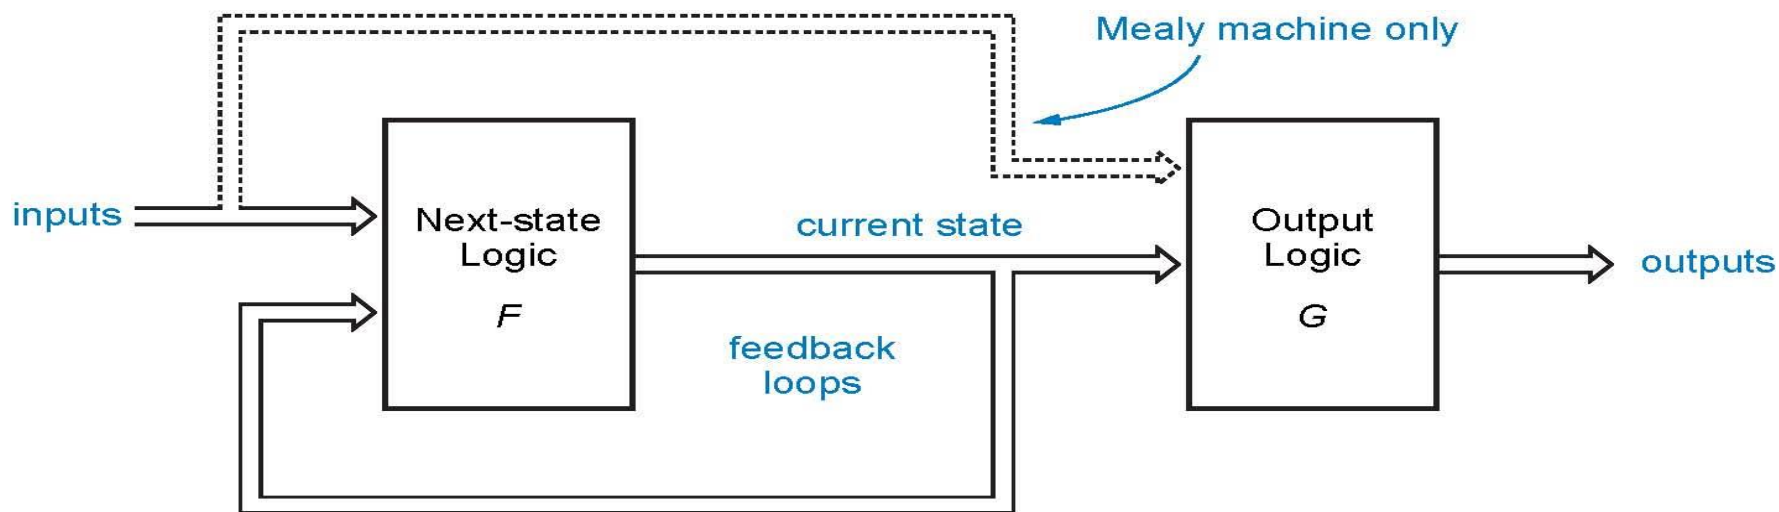 Mealy machine only
inputs
Next-state
Logic
F
current state
feedback
loops
Output
Logic
G
outputs